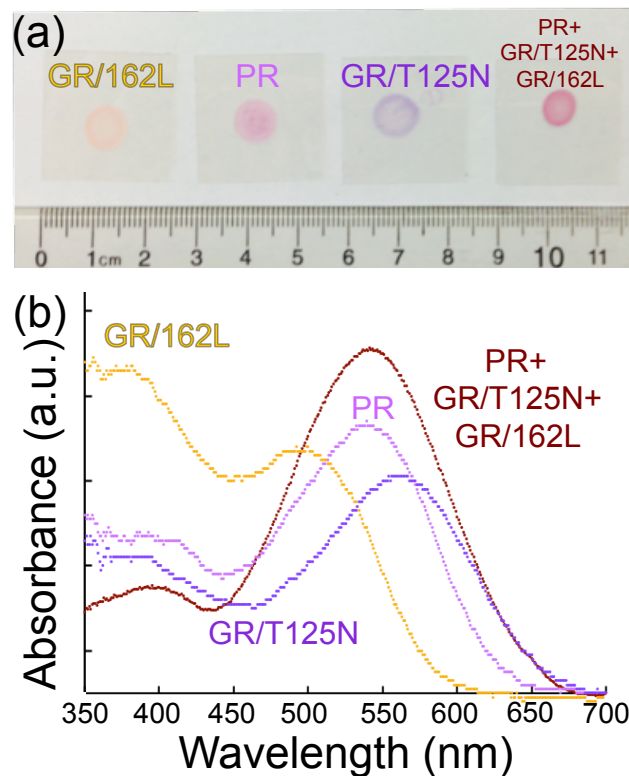 (a)
GR/162L
PR
GR/T125N
PR+
GR/T125N+
GR/162L
0 1cm 2 3 4 5 6 7 8 9 10 11
(b)
GR/162L
PR
PR+
GR/T125N+
GR/162L
GR/T125N
Absorbance (a.u.)
350 400 450 500 550 600 650 700
Wavelength (nm)